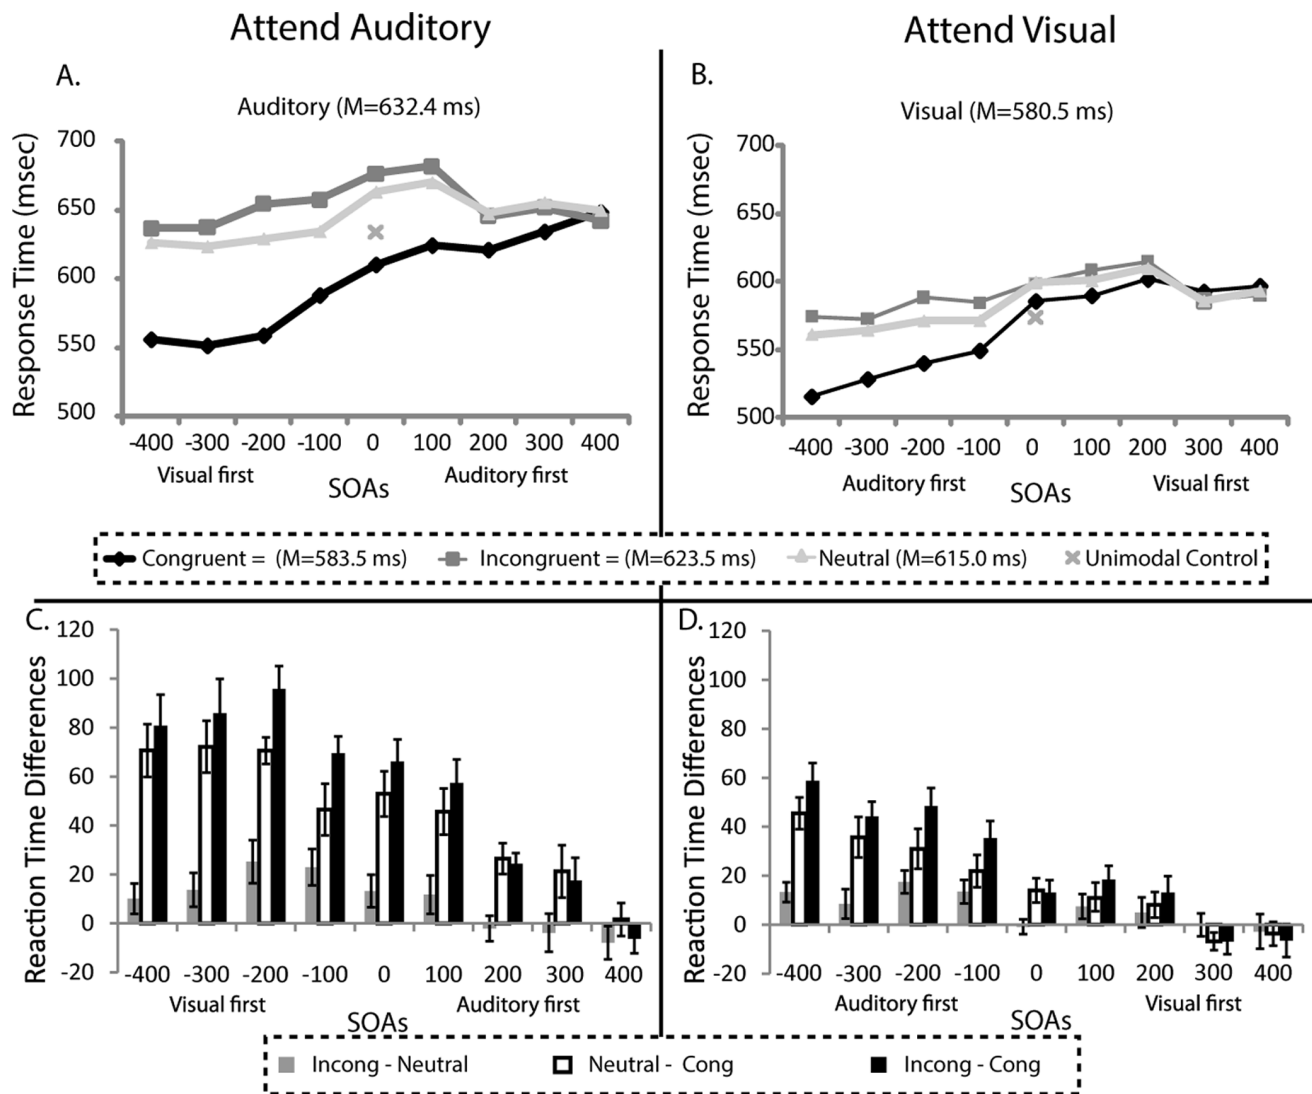 Attend Auditory
Attend Visual
A.
Auditory (M=632.4 ms)
Response Time (msec)
700
650
600
550
500
-400 -300 -200 -100 0 100 200 300 400
Visual first Auditory first
SOAs
B.
Visual (M=580.5 ms)
Response Time (msec)
700
650
600
550
500
-400 -300 -200 -100 0 100 200 300 400
Auditory first Visual first
SOAs
Congruent = (M=583.5 ms) Incongruent = (M=623.5 ms) Neutral (M=615.0 ms) Unimodal Control
C.
Reaction Time Differences
120
100
80
60
40
20
0
-20
-400 -300 -200 -100 0 100 200 300 400
Visual first Auditory first
SOAs
D.
Reaction Time Differences
120
100
80
60
40
20
0
-20
-400 -300 -200 -100 0 100 200 300 400
Auditory first Visual first
SOAs
Incong - Neutral Neutral - Cong Incong - Cong